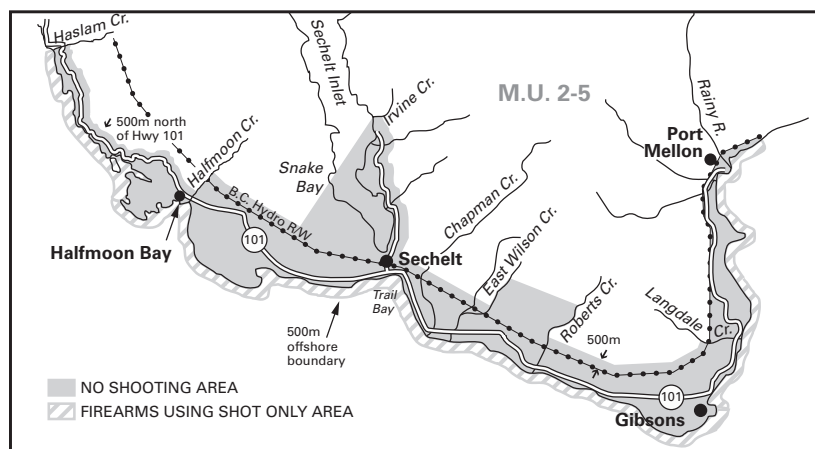 Haslam Cr.
Sechelt Inlet
Irvine Cr.
M.U. 2-5
Rainy R.
500m north
of Hwy 101
Halfmoon Cr.
Port
Mellon
Snake
Bay
B.C. Hydro R/W
Chapman Cr.
Halfmoon Bay
101
Sechelt
East Wilson Cr.
Trail
Bay
Roberts Cr.
Langdale
Cr.
500m
offshore
boundary
500m
NO SHOOTING AREA
FIREARMS USING SHOT ONLY AREA
101
Gibsons